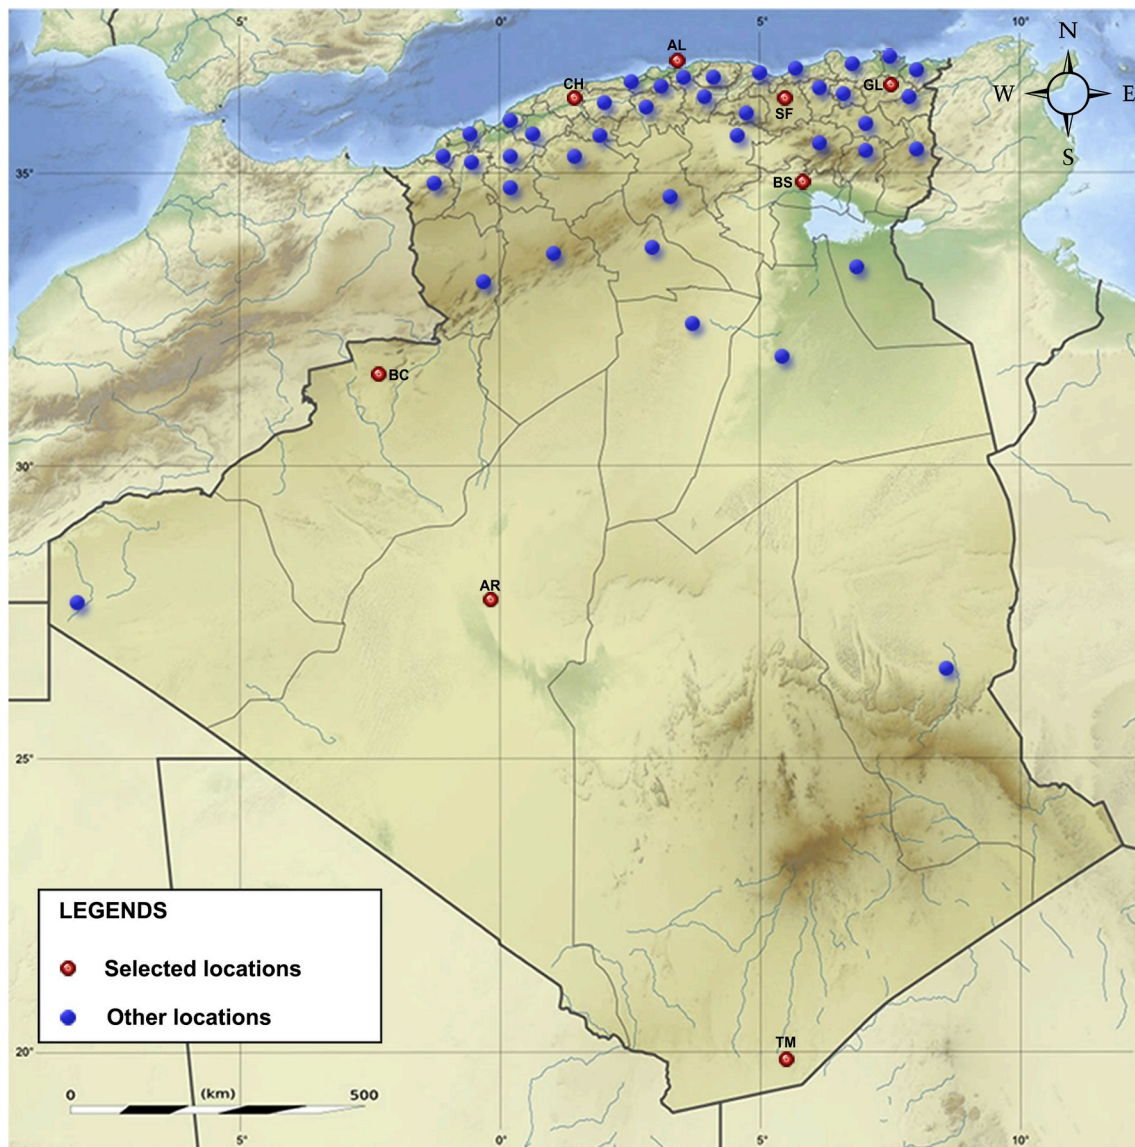 5° 0° 5° 10°
N
AL
W E
CH
GL
SF
S
35°
BS
BC
30°
AR
25°
LEGENDS
Selected locations
Other locations
TM
20°
0 (km) 500
5° 0° 5° 10°